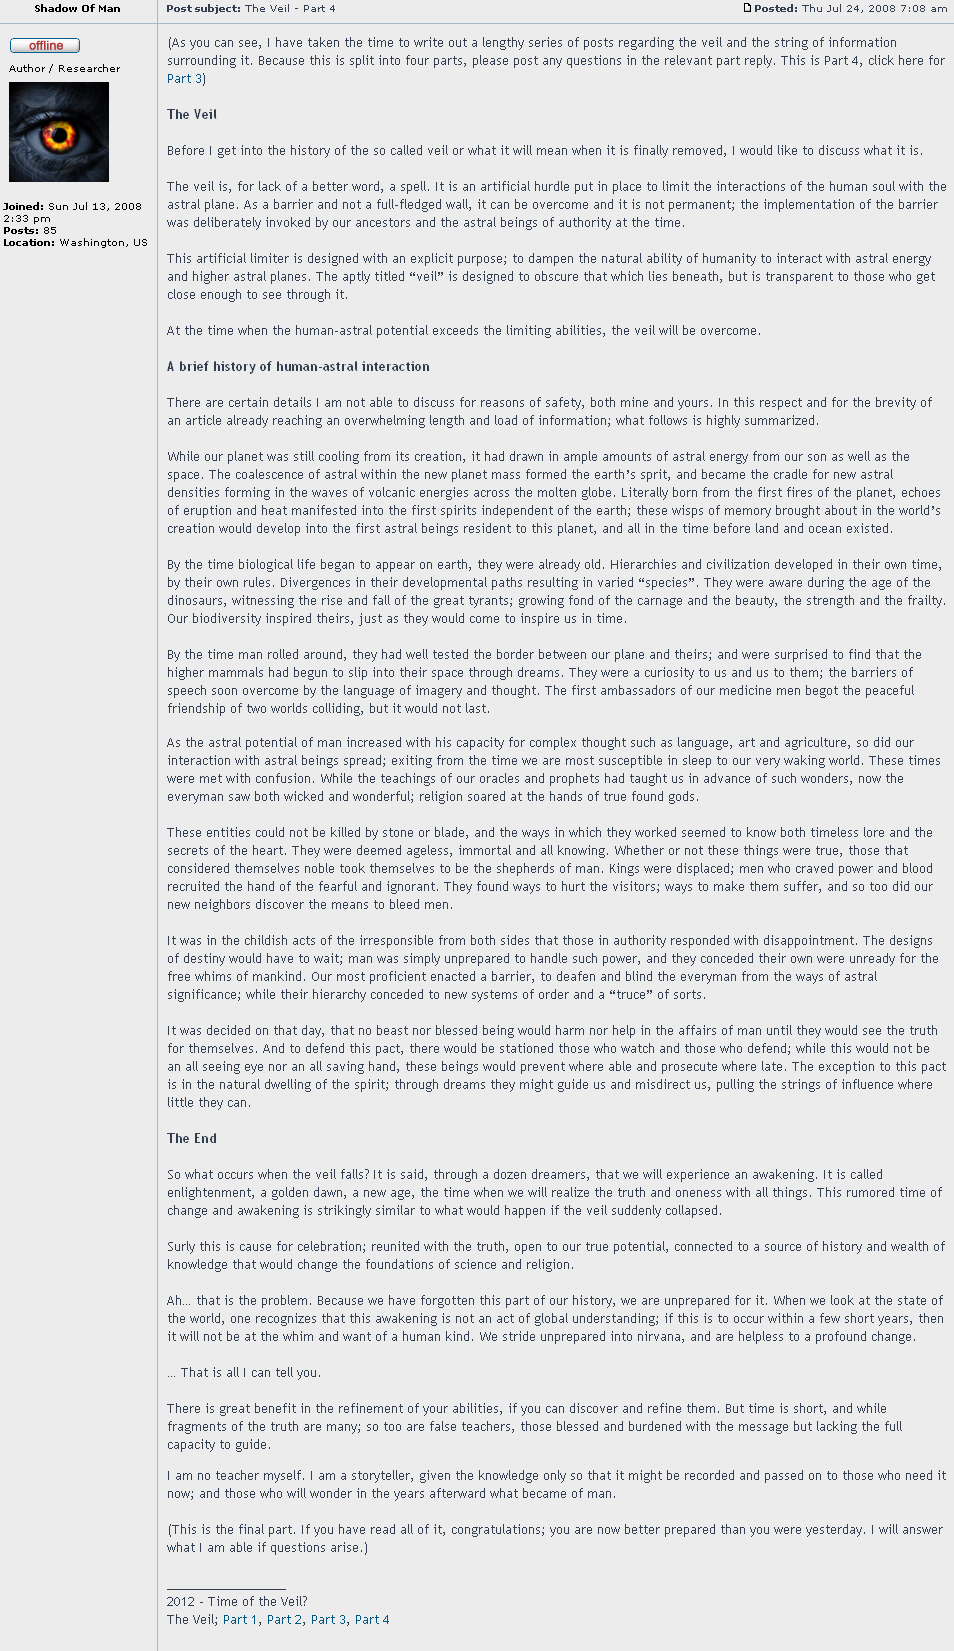 Shadow Of Man
Post subject: The Veil - Part 4
Posted: Thu Jul 24, 2008 7:08 am
offline
Author / Researcher
Joined: Sun Jul 13, 2008
2:33 pm
Posts: 85
Location: Washington, US
(As you can see, I have taken the time to write out a lengthy series of posts regarding the veil and the string of information
surrounding it. Because this is split into four parts, please post any questions in the relevant part reply. This is Part 4, click here for
Part 3)
The Veil
Before I get into the history of the so called veil or what it will mean when it is finally removed, I would like to discuss what it is.
The veil is, for lack of a better word, a spell. It is an artificial hurdle put in place to limit the interactions of the human soul with the
astral plane. As a barrier and not a full-fledged wall, it can be overcome and it is not permanent; the implementation of the barrier
was deliberately invoked by our ancestors and the astral beings of authority at the time.
This artificial limiter is designed with an explicit purpose; to dampen the natural ability of humanity to interact with astral energy
and higher astral planes. The aptly titled “veil” is designed to obscure that which lies beneath, but is transparent to those who get
close enough to see through it.
At the time when the human-astral potential exceeds the limiting abilities, the veil will be overcome.
A brief history of human-astral interaction
There are certain details I am not able to discuss for reasons of safety, both mine and yours. In this respect and for the brevity of
an article already reaching an overwhelming length and load of information; what follows is highly summarized.
While our planet was still cooling from its creation, it had drawn in ample amounts of astral energy from our son as well as the
space. The coalescence of astral within the new planet mass formed the earth’s sprit, and became the cradle for new astral
densities forming in the waves of volcanic energies across the molten globe. Literally born from the first fires of the planet, echoes
of eruption and heat manifested into the first spirits independent of the earth; these wisps of memory brought about in the world’s
creation would develop into the first astral beings resident to this planet, and all in the time before land and ocean existed.
By the time biological life began to appear on earth, they were already old. Hierarchies and civilization developed in their own time,
by their own rules. Divergences in their developmental paths resulting in varied “species”. They were aware during the age of the
dinosaurs, witnessing the rise and fall of the great tyrants; growing fond of the carnage and the beauty, the strength and the frailty.
Our biodiversity inspired theirs, just as they would come to inspire us in time.
By the time man rolled around, they had well tested the border between our plane and theirs; and were surprised to find that the
higher mammals had begun to slip into their space through dreams. They were a curiosity to us and us to them; the barriers of
speech soon overcome by the language of imagery and thought. The first ambassadors of our medicine men begot the peaceful
friendship of two worlds colliding, but it would not last.
As the astral potential of man increased with his capacity for complex thought such as language, art and agriculture, so did our
interaction with astral beings spread; exiting from the time we are most susceptible in sleep to our very waking world. These times
were met with confusion. While the teachings of our oracles and prophets had taught us in advance of such wonders, now the
everyman saw both wicked and wonderful; religion soared at the hands of true found gods.
These entities could not be killed by stone or blade, and the ways in which they worked seemed to know both timeless lore and the
secrets of the heart. They were deemed ageless, immortal and all knowing. Whether or not these things were true, those that
considered themselves noble took themselves to be the shepherds of man. Kings were displaced; men who craved power and blood
recruited the hand of the fearful and ignorant. They found ways to hurt the visitors; ways to make them suffer, and so too did our
new neighbors discover the means to bleed men.
It was in the childish acts of the irresponsible from both sides that those in authority responded with disappointment. The designs
of destiny would have to wait; man was simply unprepared to handle such power, and they conceded their own were unready for the
free whims of mankind. Our most proficient enacted a barrier, to deafen and blind the everyman from the ways of astral
significance; while their hierarchy conceded to new systems of order and a “truce” of sorts.
It was decided on that day, that no beast nor blessed being would harm nor help in the affairs of man until they would see the truth
for themselves. And to defend this pact, there would be stationed those who watch and those who defend; while this would not be
an all seeing eye nor an all saving hand, these beings would prevent where able and prosecute where late. The exception to this pact
is in the natural dwelling of the spirit; through dreams they might guide us and misdirect us, pulling the strings of influence where
little they can.
The End
So what occurs when the veil falls? It is said, through a dozen dreamers, that we will experience an awakening. It is called
enlightenment, a golden dawn, a new age, the time when we will realize the truth and oneness with all things. This rumored time of
change and awakening is strikingly similar to what would happen if the veil suddenly collapsed.
Surly this is cause for celebration; reunited with the truth, open to our true potential, connected to a source of history and wealth of
knowledge that would change the foundations of science and religion.
Ah... that is the problem. Because we have forgotten this part of our history, we are unprepared for it. When we look at the state of
the world, one recognizes that this awakening is not an act of global understanding; if this is to occur within a few short years, then
it will not be at the whim and want of a human kind. We stride unprepared into nirvana, and are helpless to a profound change.
... That is all I can tell you.
There is great benefit in the refinement of your abilities, if you can discover and refine them. But time is short, and while
fragments of the truth are many; so too are false teachers, those blessed and burdened with the message but lacking the full
capacity to guide.
I am no teacher myself. I am a storyteller, given the knowledge only so that it might be recorded and passed on to those who need it
now; and those who will wonder in the years afterward what became of man.
(This is the final part. If you have read all of it, congratulations; you are now better prepared than you were yesterday. I will answer
what I am able if questions arise.)
2012 - Time of the Veil?
The Veil; Part 1, Part 2, Part 3, Part 4